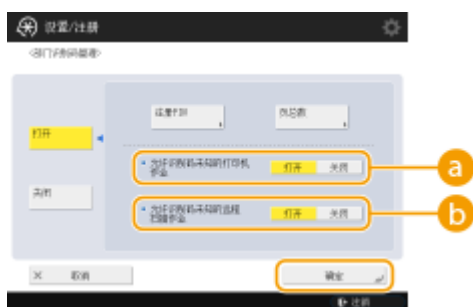 设置/注册
<部门识别码管理>
注册PIN
页总数
打开
允许识别码未知的打印机
作业
打开
关闭
a
关闭
允许识别码未知的远程
扫描作业
打开
关闭
b
× 取消
确定
注销